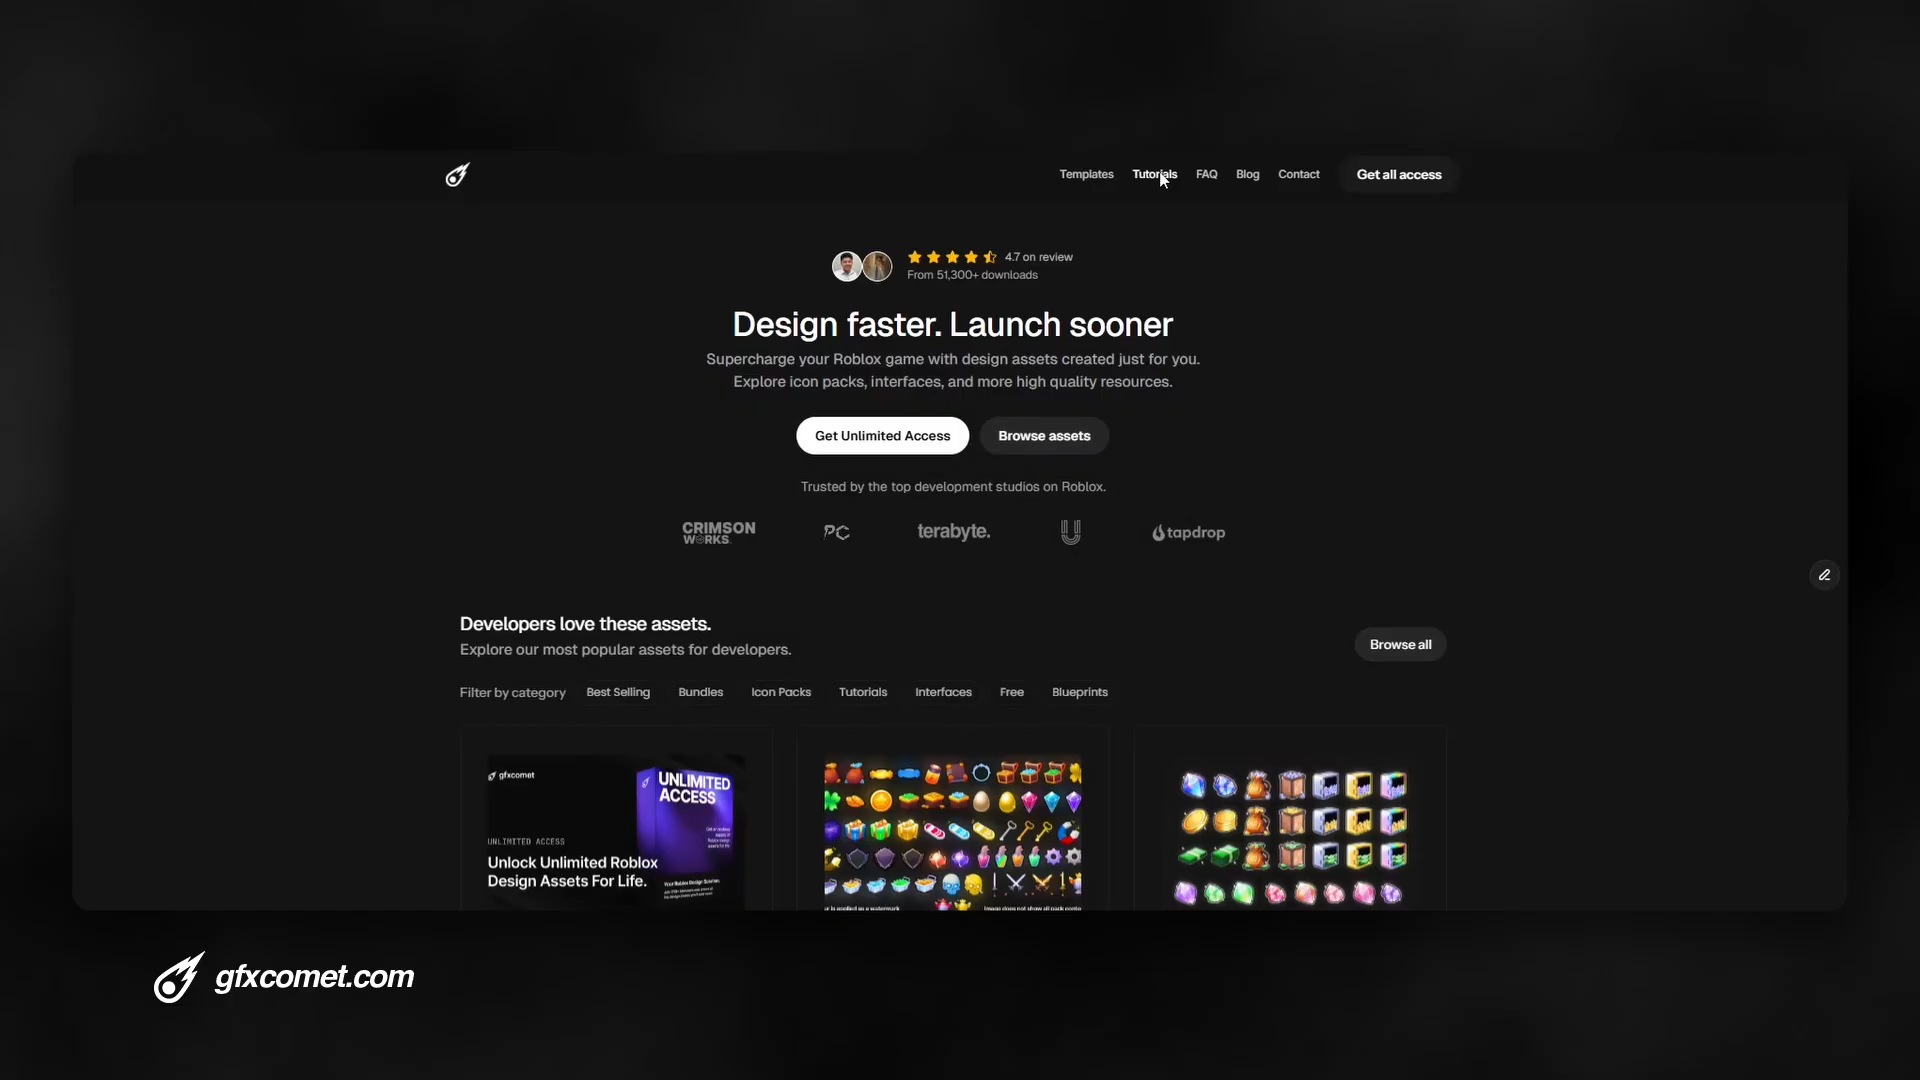 Templates
Tutorials
FAQ
Blog
Contact
Get all access
4.7 on review
From 51,300+ downloads
Design faster. Launch sooner
Supercharge your Roblox game with design assets created just for you.
Explore icon packs, interfaces, and more high quality resources.
Get Unlimited Access
Browse assets
Trusted by the top development studios on Roblox.
CRIMSON
WORKS.
PC
terabyte.
U
tapdrop
Developers love these assets.
Explore our most popular assets for developers.
Browse all
Filter by category
Best Selling
Bundles
Icon Packs
Tutorials
Interfaces
Free
Blueprints
gfxcomet
UNLIMITED
ACCESS
UNLIMITED ACCESS
Unlock Unlimited Roblox
Design Assets For Life.
Your Roblox Design Solution.
gfxcomet.com